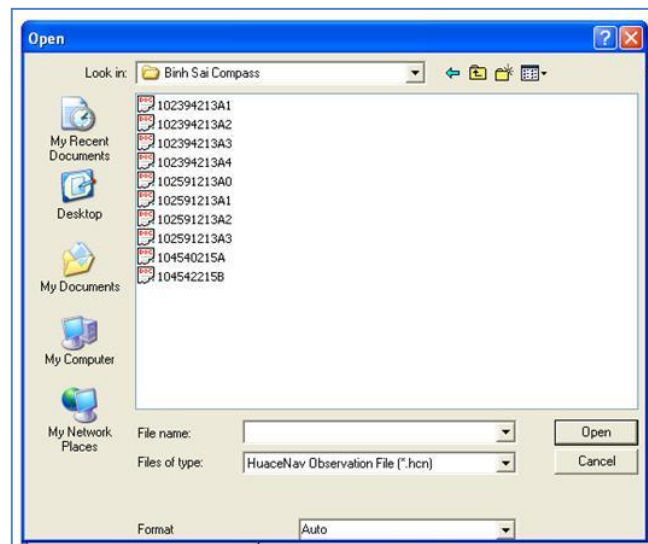 Open
Look in:
Binh Sai Compass
My Recent
Documents
Desktop
My Documents
My Computer
My Network
Places
102394213A1
102394213A2
102394213A3
102394213A4
102591213A0
102591213A1
102591213A2
102591213A3
104540215A
104542215B
File name:
Open
Files of type:
HuaceNav Observation File (*.hcn)
Cancel
Format
Auto